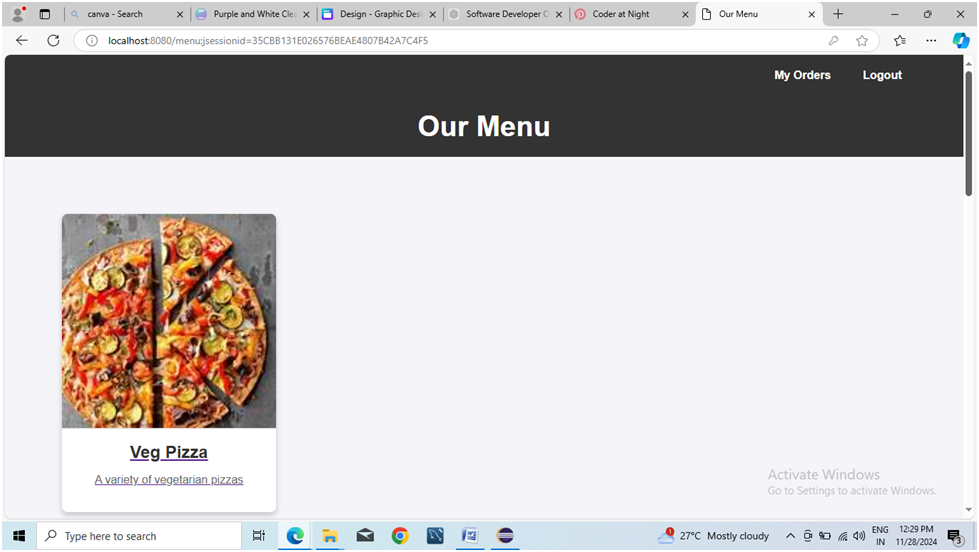 canva - Search
Purple and White Clea
Design - Graphic Desi
Software Developer O
Coder at Night
Our Menu
localhost:8080/menu;jsessionid=35CBB131E026576BEAE4807B42A7C4F5
My Orders
Logout
Our Menu
Veg Pizza
A variety of vegetarian pizzas
Activate Windows
Go to Settings to activate Windows.
Type here to search
1
27°C Mostly cloudy
ENG
IN
12:29 PM
11/28/2024
3